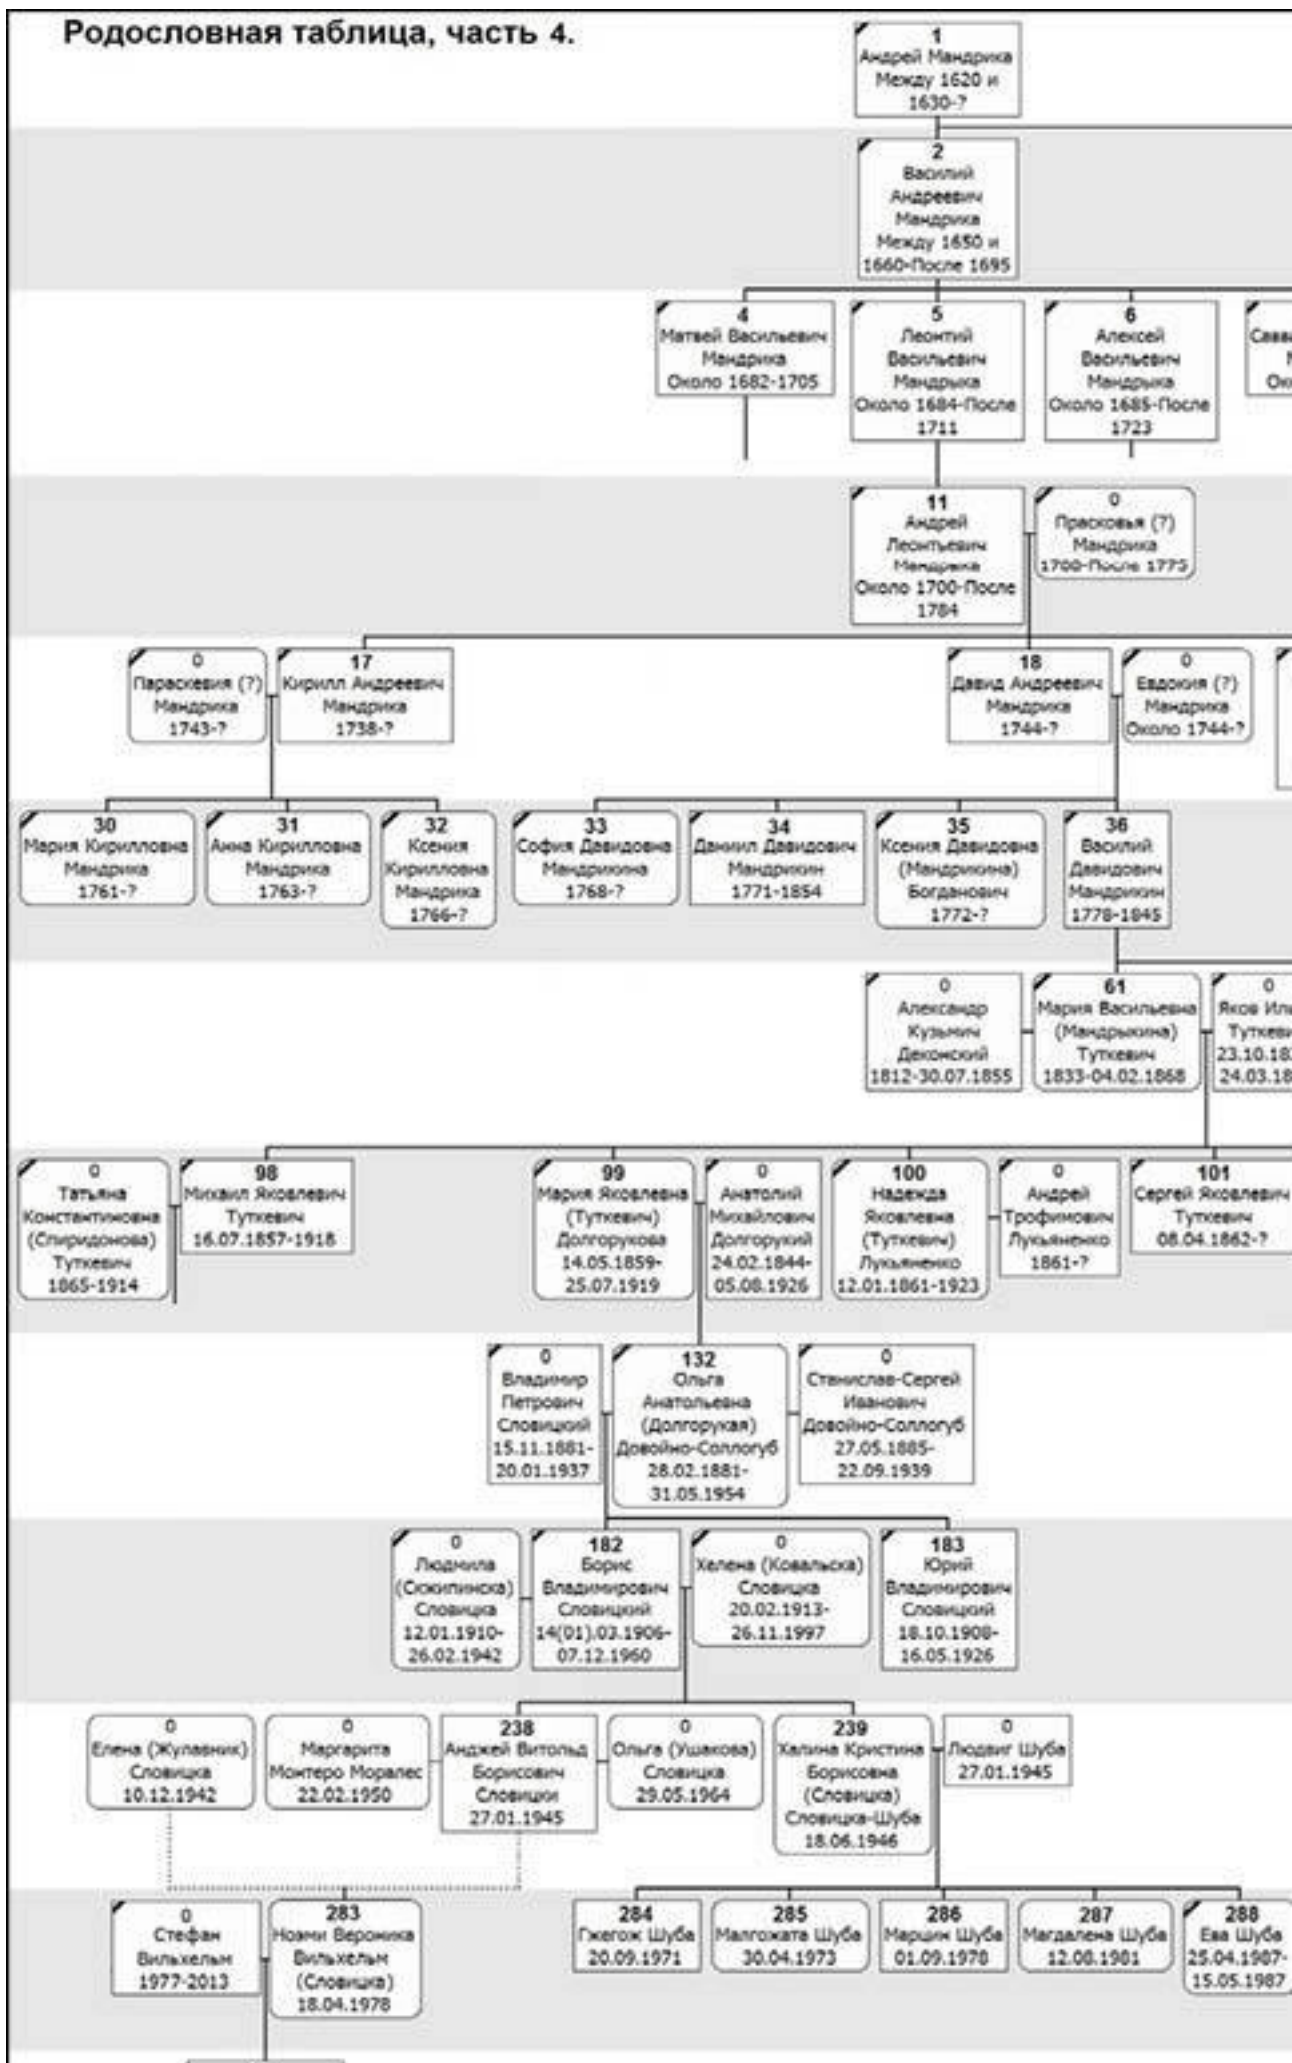 Родословная таблица, часть 4.
1
Андрей Мандрика
Между 1620 и
1630-?
2
Василий
Андреевич
Мандрика
Между 1650 и
1660-После 1695
4
Матвей Васильевич
Мандрика
Около 1682-1705
5
Леонтий
Васильевич
Мандрыка
Около 1684-После
1711
6
Алексей
Васильевич
Мандрыка
Около 1685-После
1723
11
Андрей
Леонтьевич
Мандрыка
Около 1700-После
1784
0
Прасковья (?)
Мандрика
1700-После 1775
0
Параскевия (?)
Мандрика
1743-?
17
Кирилл Андреевич
Мандрика
1738-?
18
Давид Андреевич
Мандрика
1744-?
0
Евдокия (?)
Мандрика
Около 1744-?
30
Мария Кирилловна
Мандрика
1761-?
31
Анна Кирилловна
Мандрика
1763-?
32
Ксения
Кирилловна
Мандрика
1766-?
33
София Давидовна
Мандрикина
1768-?
34
Даниил Давидович
Мандрикин
1771-1854
35
Ксения Давидовна
(Мандрикина)
Богданович
1772-?
36
Василий
Давидович
Мандрикин
1778-1845
0
Александр
Кузьмич
Деконский
1812-30.07.1855
61
Мария Васильевна
(Мандрыкина)
Туткевич
1833-04.02.1868
0
Яков Иль
Туткеви
23.10.18
24.03.18
0
Татьяна
Константиновна
(Спиридонова)
Туткевич
1865-1914
98
Михаил Яковлевич
Туткевич
16.07.1857-1918
99
Мария Яковлевна
(Туткевич)
Долгорукова
14.05.1859-
25.07.1919
0
Анатолий
Михайлович
Долгорукий
24.02.1844-
05.08.1926
100
Надежда
Яковлевна
(Туткевич)
Лукьяненко
12.01.1861-1923
0
Андрей
Трофимович
Лукьяненко
1861-?
101
Сергей Яковлевич
Туткевич
08.04.1862-?
0
Владимир
Петрович
Словицкий
15.11.1881-
20.01.1937
132
Ольга
Анатольевна
(Долгорукая)
Довойно-Соллогуб
28.02.1881-
31.05.1954
0
Станислав-Сергей
Иванович
Довойно-Соллогуб
27.05.1885-
22.09.1939
0
Людмила
(Скжипинска)
Словицка
12.01.1910-
26.02.1942
182
Борис
Владимирович
Словицкий
14(01).03.1906-
07.12.1960
0
Хелена (Ковальска)
Словицка
20.02.1913-
26.11.1997
183
Юрий
Владимирович
Словицкий
18.10.1908-
16.05.1926
0
Елена (Жулавник)
Словицка
10.12.1942
0
Маргарита
Монтеро Моралес
22.02.1950
238
Анджей Витольд
Борисович
Словицки
27.01.1945
0
Ольга (Ушакова)
Словицка
29.05.1964
239
Халина Кристина
Борисовна
(Словицка)
Словицка-Шуба
18.06.1946
0
Людвиг Шуба
27.01.1945
0
Стефан
Вильхельм
1977-2013
283
Ноэми Вероника
Вильхельм
(Словицка)
18.04.1978
284
Гжегож Шуба
20.09.1971
285
Малгожата Шуба
30.04.1973
286
Марцин Шуба
01.09.1978
287
Магдалена Шуба
12.08.1981
288
Ева Шуба
25.04.1987-
15.05.1987